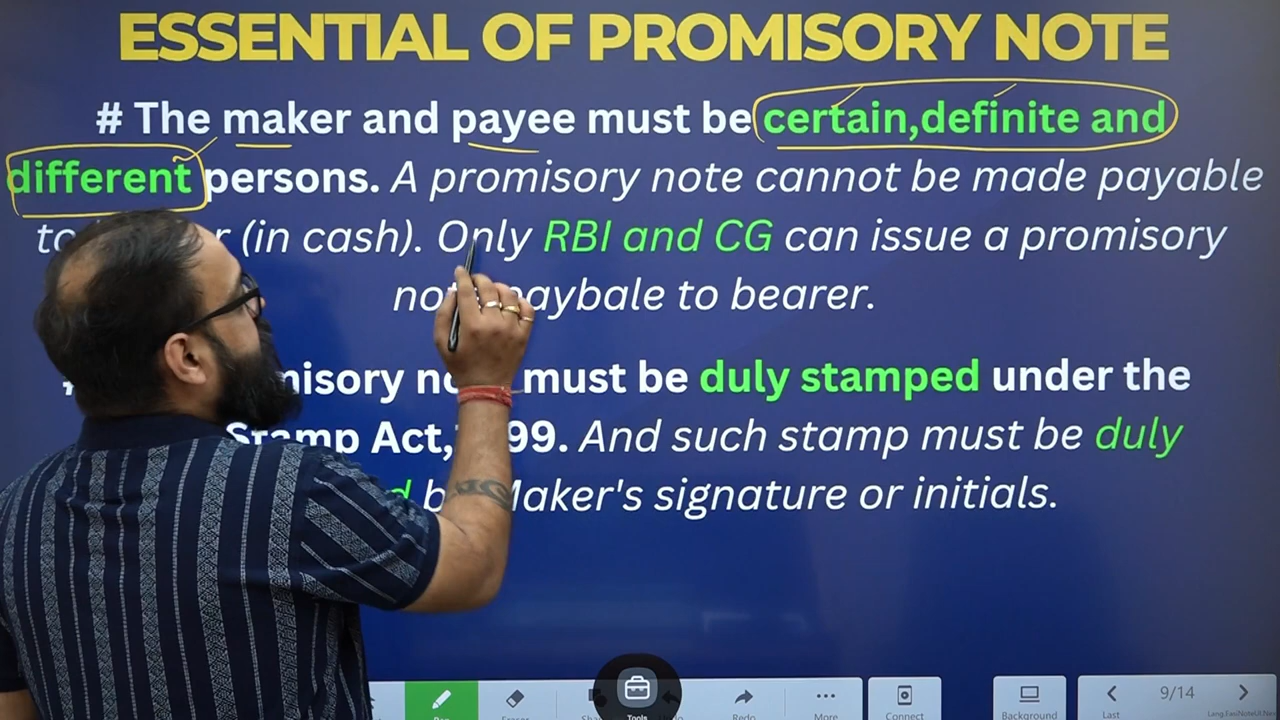 ESSENTIAL OF PROMISORY NOTE
# The maker and payee must be certain,definite and
different persons. A promisory note cannot be made payable
(in cash). Only RBI and CG can issue a promisory
paybale to bearer.
must be duly stamped under the
Stamp Act, And such stamp must be duly
Maker's signature or initials.
Tools
Redo
More
Connect
Background
Last
9/14